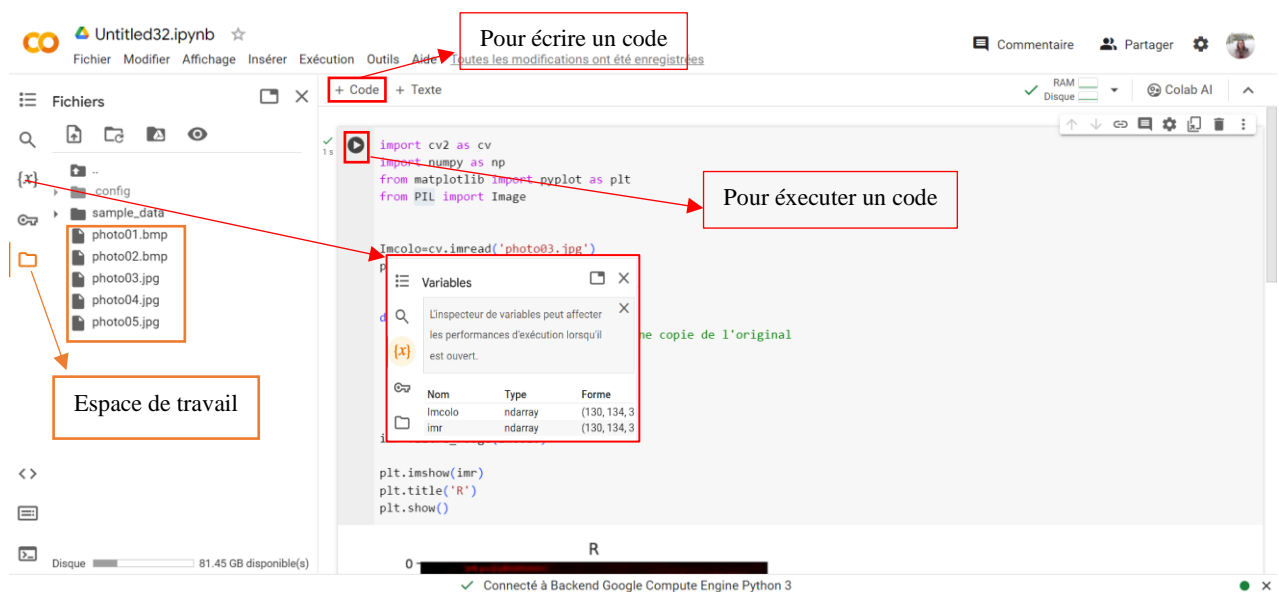 CO
Untitled32.ipynb
Pour écrire un code
Fichier Modifier Affichage Insérer Exécution Outils Aide Toutes les modifications ont été enregistrées
Commentaire
Partager
+ Code + Texte
RAM
Disque
Colab AI
Fichiers
..
config
sample_data
photo01.bmp
photo02.bmp
photo03.jpg
photo04.jpg
photo05.jpg
{x}
Espace de travail
<>
Disque
81.45 GB disponible(s)
1 s
import cv2 as cv
import numpy as np
from matplotlib import pyplot as plt
from PIL import Image
Pour éxecuter un code
Imcolo=cv.imread('photo03.jpg')
p
d
ne copie de l'original
Variables
L'inspecteur de variables peut affecter
les performances d'exécution lorsqu'il
est ouvert.
{x}
Nom Type Forme
Imcolo ndarray (130, 134, 3
imr ndarray (130, 134, 3
plt.imshow(imr)
plt.title('R')
plt.show()
R
0
Connecté à Backend Google Compute Engine Python 3